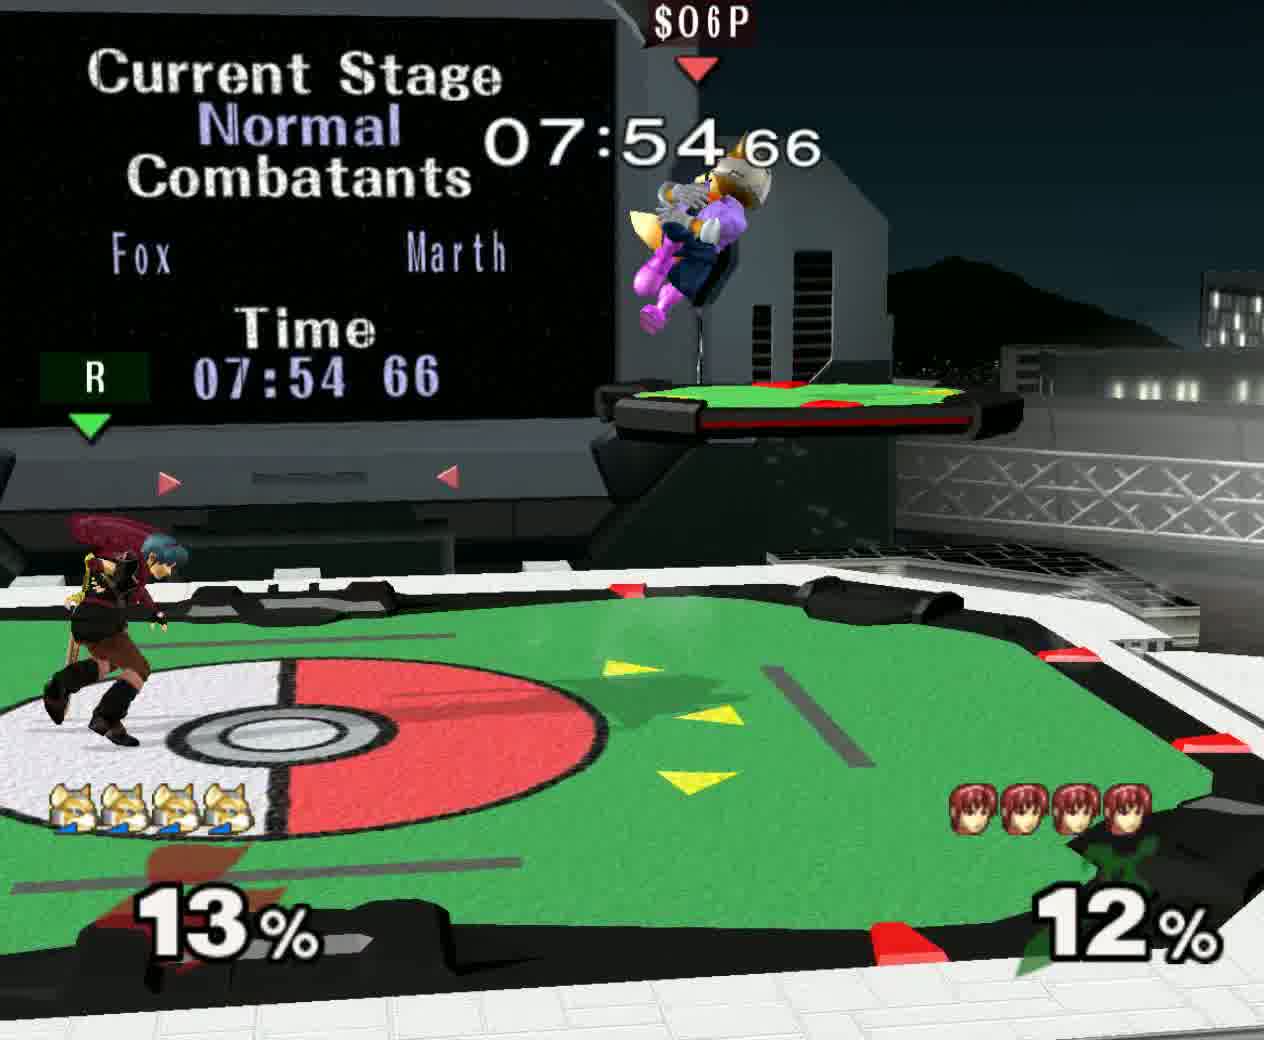 $06P
Current Stage
Normal
07:54 66
Combatants
Fox Marth
Time
R
07:54 66
13%
12%